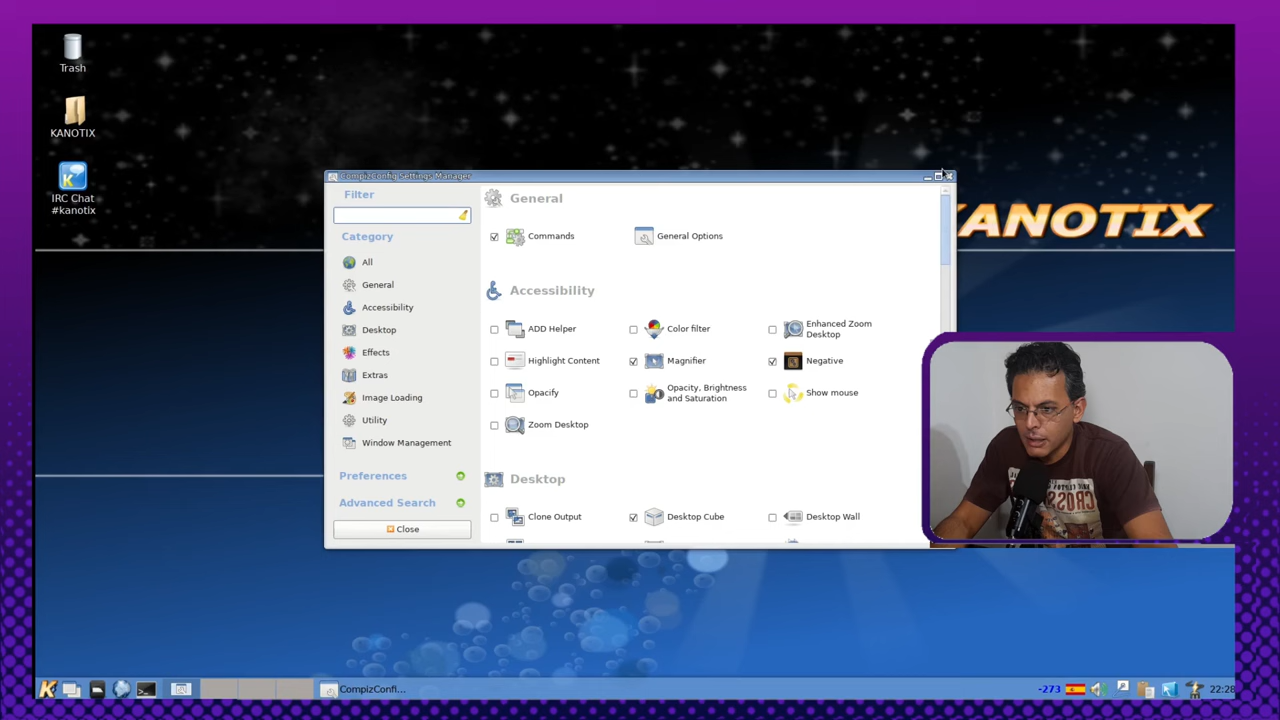 Trash
KANOTIX
IRC Chat
#kanotix
KANOTIX
CompizConfig Settings Manager
Filter
Category
All
General
Accessibility
Desktop
Effects
Extras
Image Loading
Utility
Window Management
Preferences
Advanced Search
Close
General
Commands
General Options
Accessibility
ADD Helper
Color filter
Enhanced Zoom
Desktop
Highlight Content
Magnifier
Negative
Opacify
Opacity, Brightness
and Saturation
Show mouse
Zoom Desktop
Desktop
Clone Output
Desktop Cube
Desktop Wall
CROSS
CompizConfi...
-273
22:28